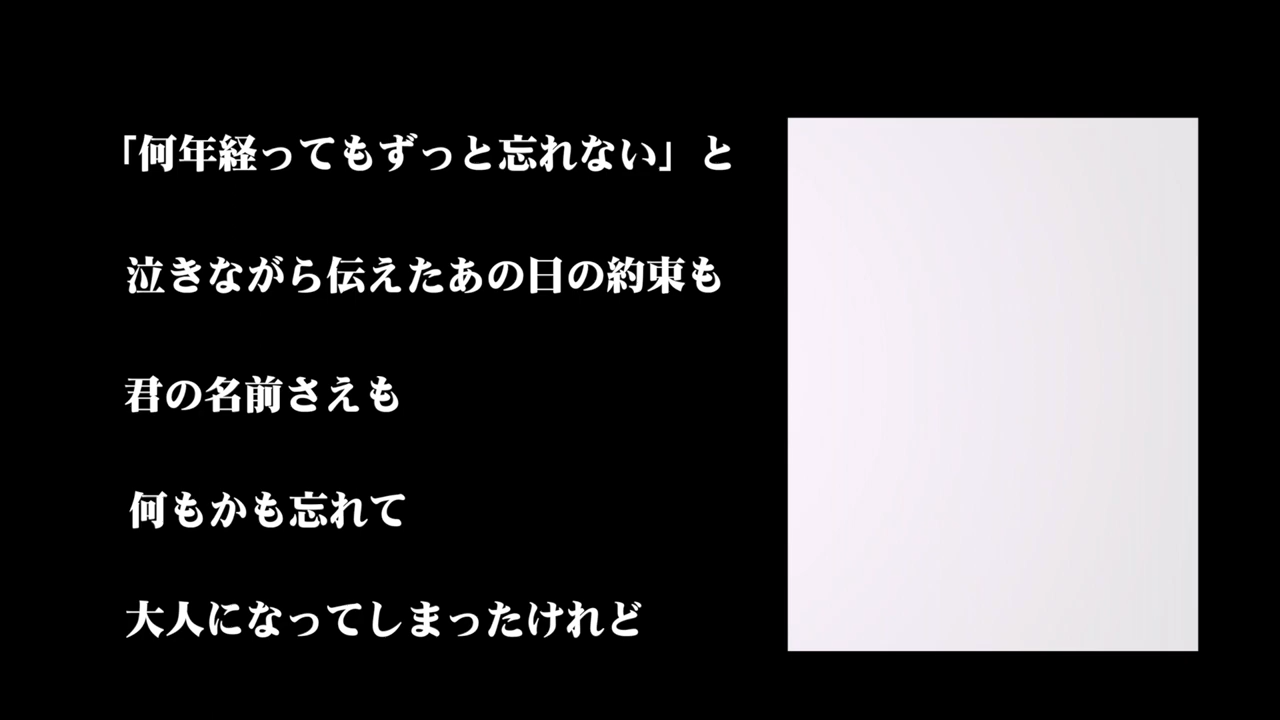 「何年経ってもずっと忘れない」と
泣きながら伝えたあの日の約束も
君の名前さえも
何もかも忘れて
大人になってしまったけれど